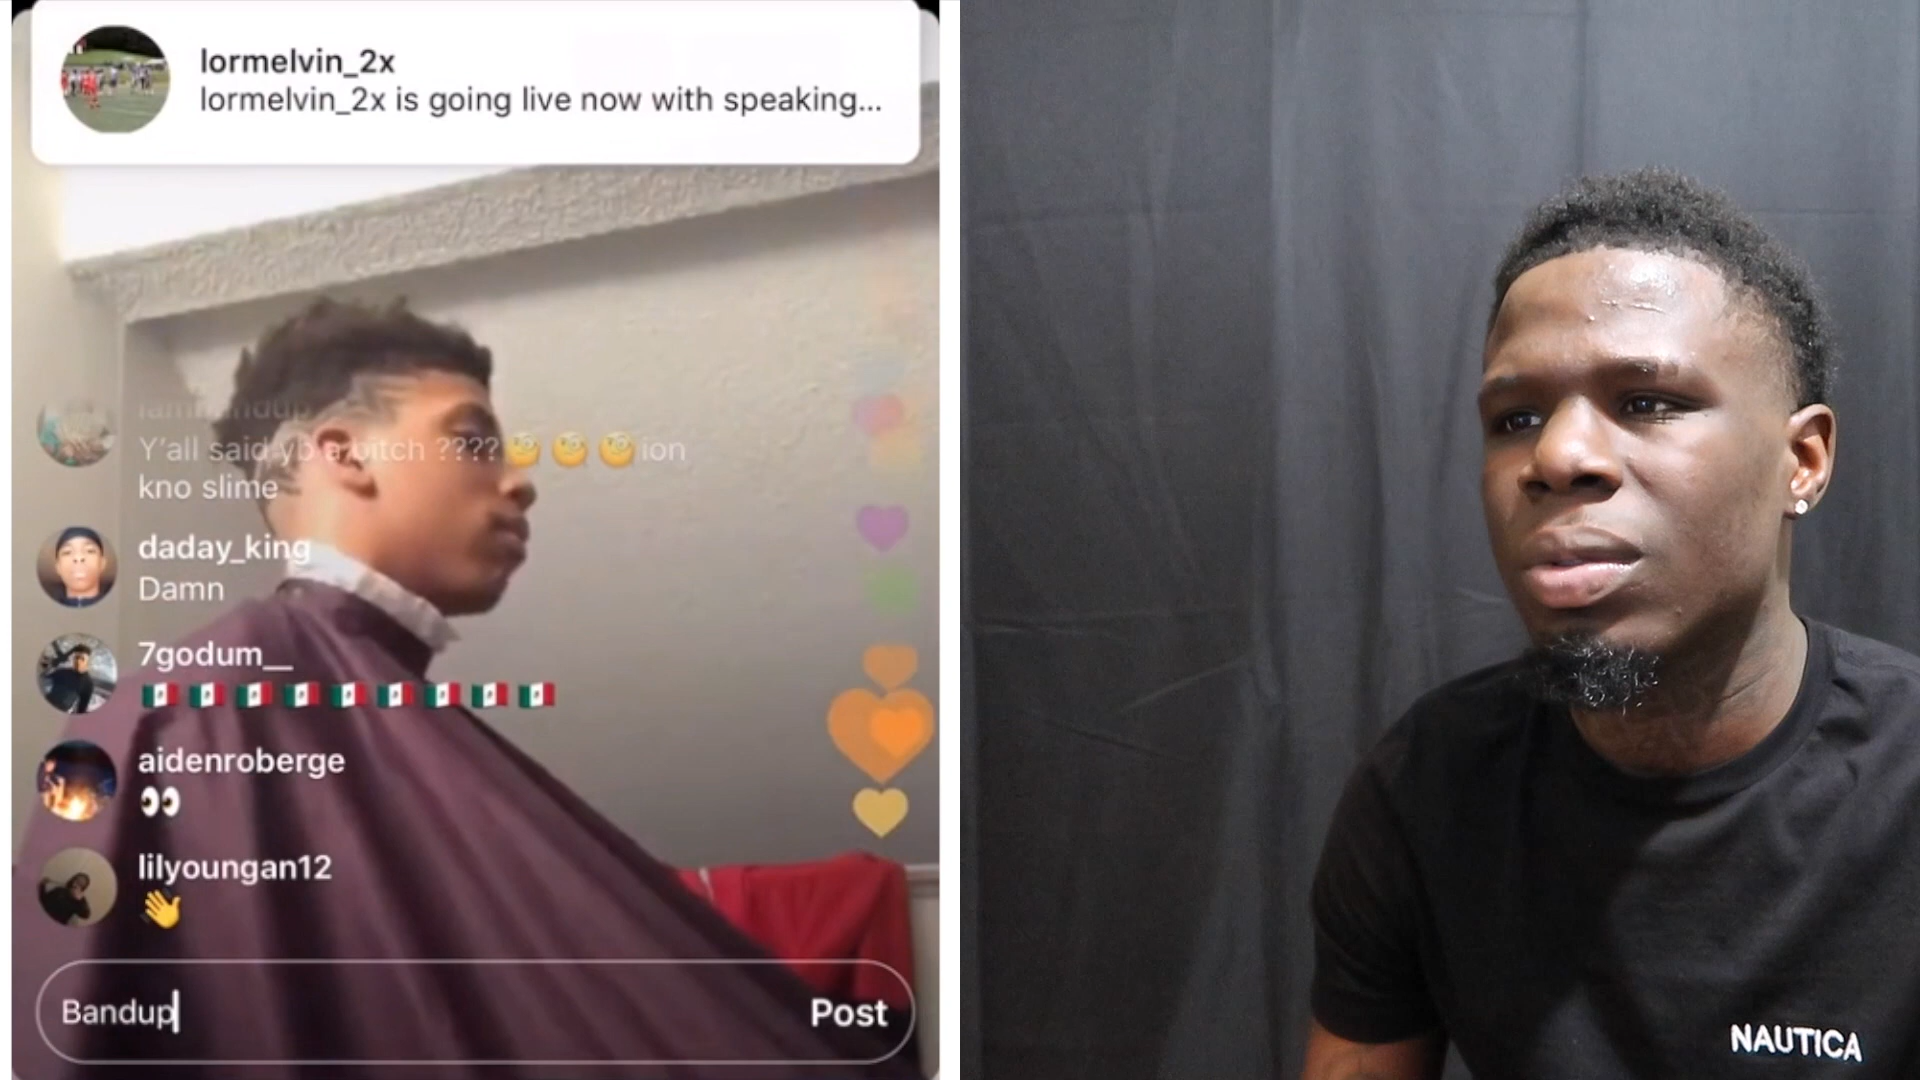 lormelvin_2x
lormelvin_2x is going live now with speaking...
Y'all said yb a bitch ???? 🧐 🧐 🧐 ion
kno slime
daday_king
Damn
7godum__
🇲🇽 🇲🇽 🇲🇽 🇲🇽 🇲🇽 🇲🇽 🇲🇽 🇲🇽 🇲🇽
aidenroberge
👀
lilyoungan12
👋
Bandup
Post
NAUTICA